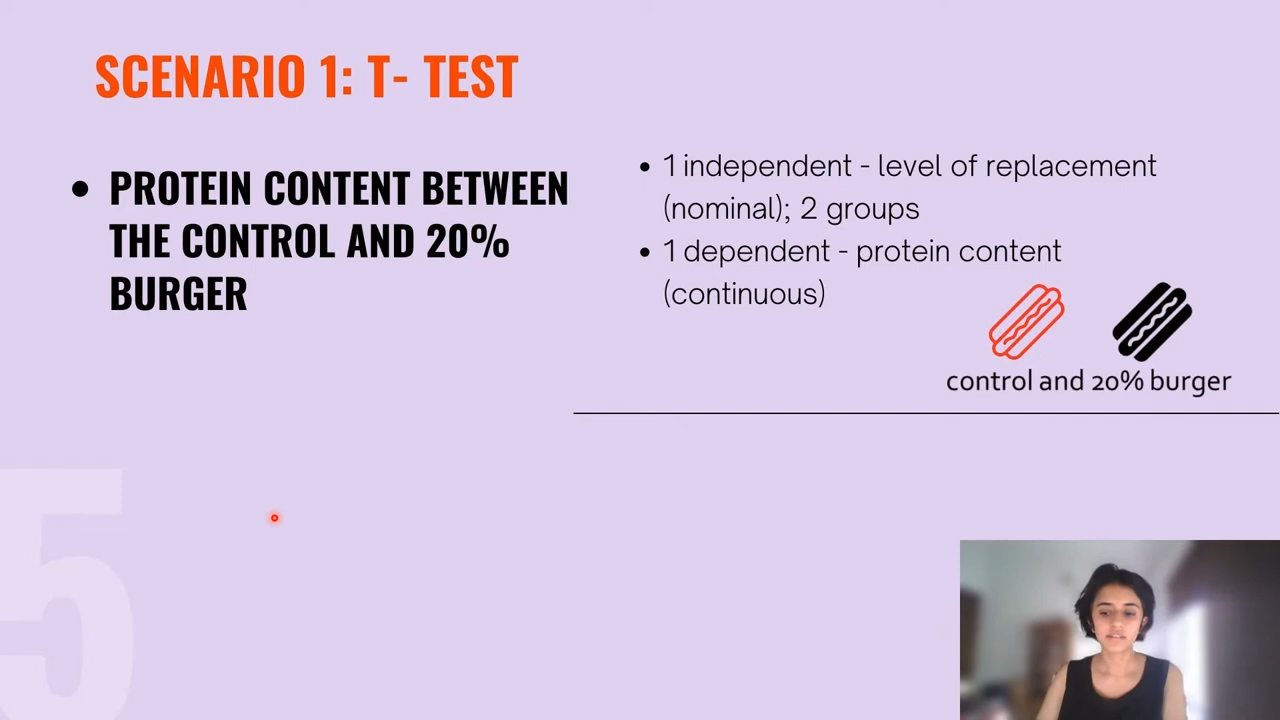 SCENARIO 1: T- TEST
PROTEIN CONTENT BETWEEN
THE CONTROL AND 20%
BURGER
1 independent - level of replacement
(nominal); 2 groups
1 dependent - protein content
(continuous)
control and 20% burger
5